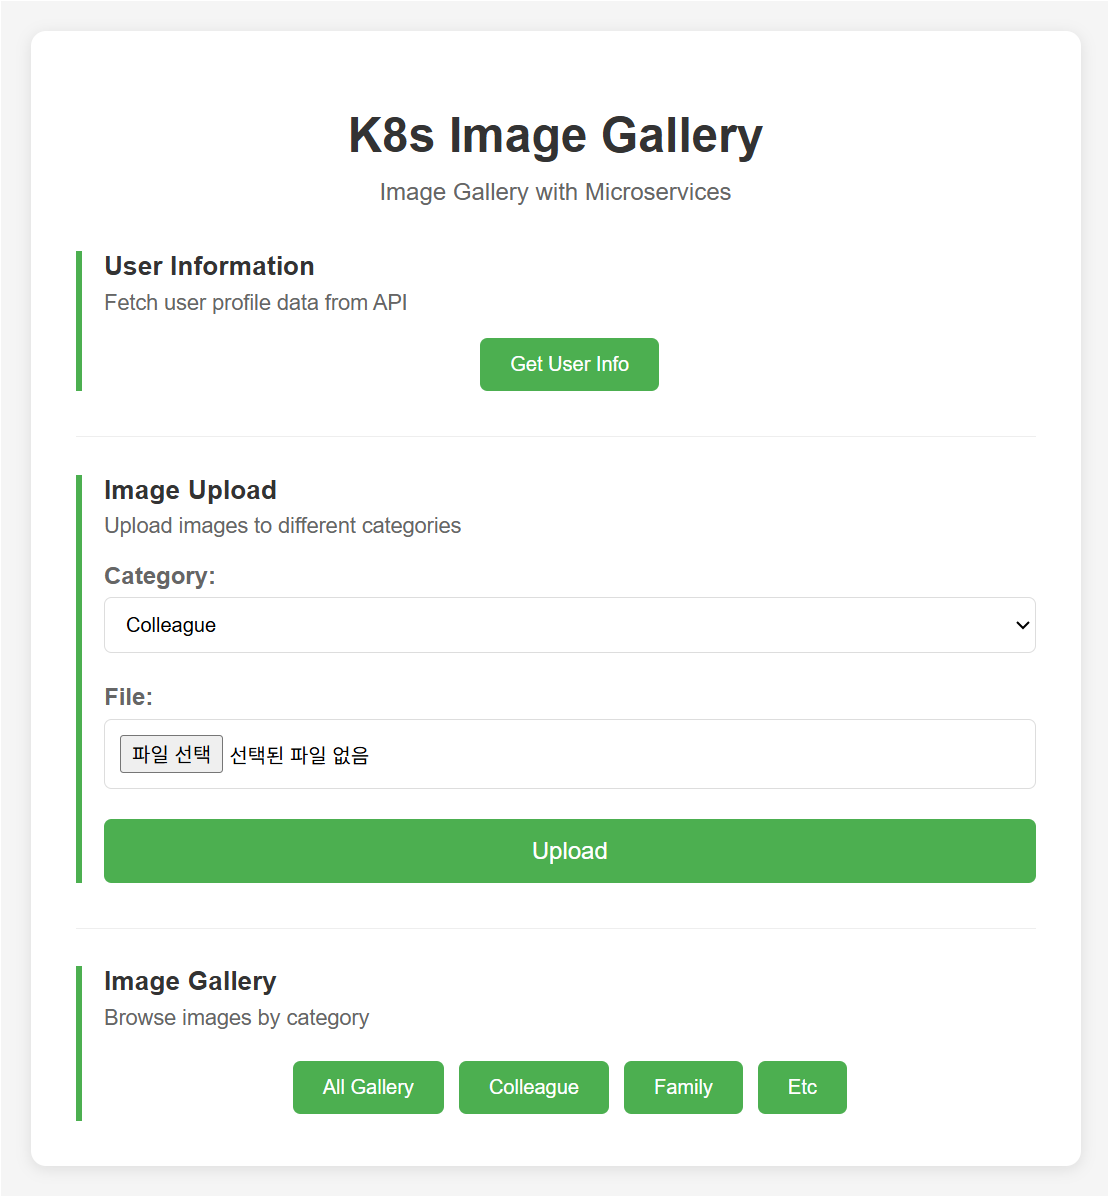 K8s Image Gallery
Image Gallery with Microservices
User Information
Fetch user profile data from API
Get User Info
Image Upload
Upload images to different categories
Category:
Colleague
File:
파일 선택 선택된 파일 없음
Upload
Image Gallery
Browse images by category
All Gallery Colleague Family Etc